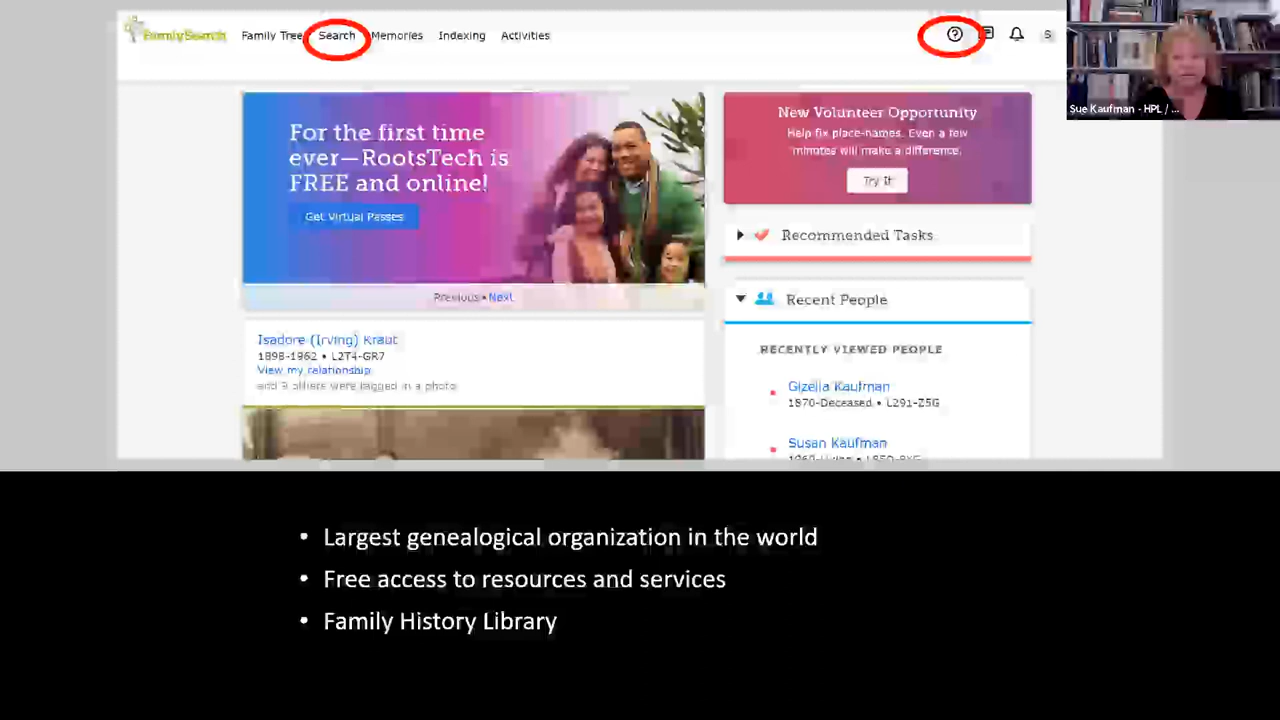 FamilySearch
Family Tree Search Memories Indexing Activities
S
Sue Kaufman - HPL / ...
For the first time
ever—RootsTech is
FREE and online!
Get Virtual Passes
Previous • Next
New Volunteer Opportunity
Help fix place-names. Even a few
minutes will make a difference.
Try It
Recommended Tasks
Recent People
Isadore (Irving) Kraut
1898-1962 • L2T4-GR7
View my relationship
and 9 others were tagged in a photo
RECENTLY VIEWED PEOPLE
Gizella Kaufman
1870-Deceased • L291-Z5G
Susan Kaufman
• Largest genealogical organization in the world
• Free access to resources and services
• Family History Library